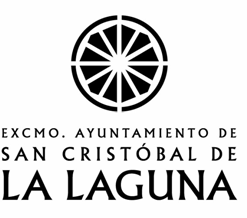 EXCMO. AYUNTAMIENTO DE
SAN CRISTÓBAL DE
LA LAGUNA